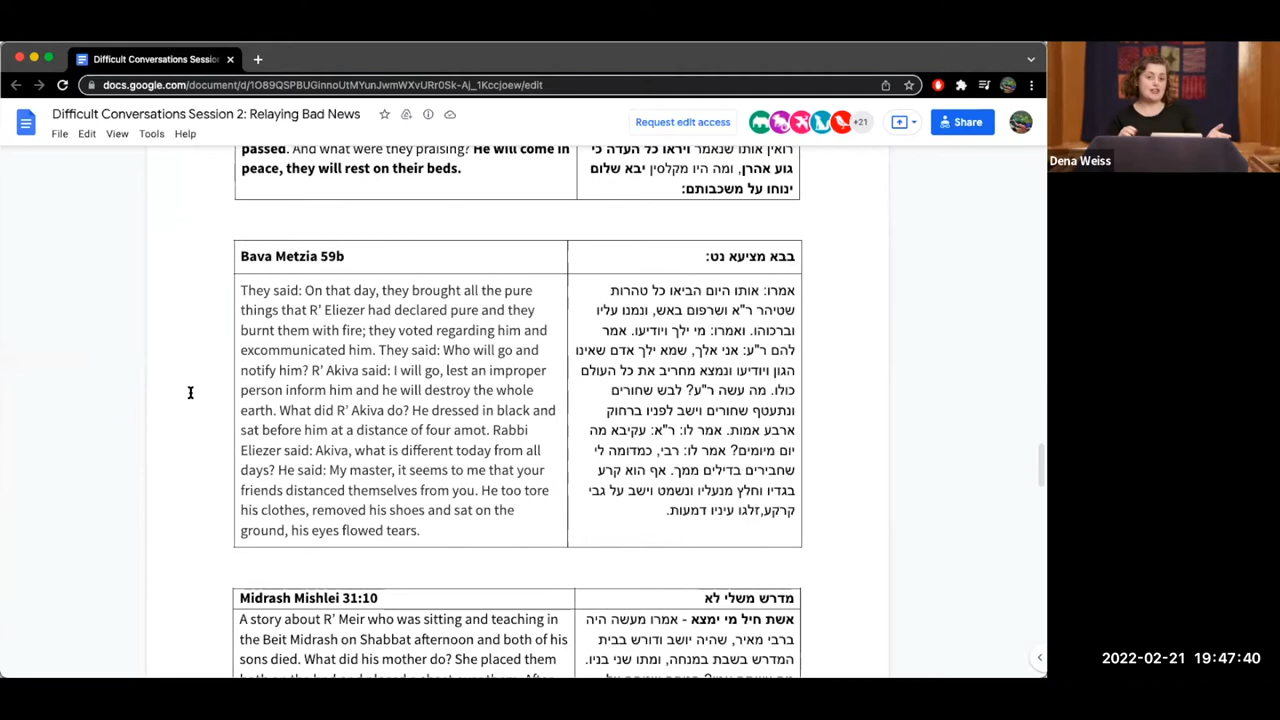 Difficult Conversations Session
docs.google.com/document/d/1O89QSPBUGinnoUtMYunJwmWXvURr0Sk-Aj_1Kccjoew/edit
Difficult Conversations Session 2: Relaying Bad News
File Edit View Tools Help
Request edit access
+21
Share
Dena Weiss
passed. And what were they praising? He will come in
peace, they will rest on their beds.
רואין אותו שנאמר ויראו כל העדה כי
גוע אהרן, ומה היו מקלסין יבא שלום
ינוחו על משכבותם:
Bava Metzia 59b
בבא מציעא נט:
They said: On that day, they brought all the pure
things that R' Eliezer had declared pure and they
burnt them with fire; they voted regarding him and
excommunicated him. They said: Who will go and
notify him? R' Akiva said: I will go, lest an improper
person inform him and he will destroy the whole
earth. What did R' Akiva do? He dressed in black and
sat before him at a distance of four amot. Rabbi
Eliezer said: Akiva, what is different today from all
days? He said: My master, it seems to me that your
friends distanced themselves from you. He too tore
his clothes, removed his shoes and sat on the
ground, his eyes flowed tears.
אמרו: אותו היום הביאו כל טהרות
שטיהר ר"א ושרפום באש, ונמנו עליו
וברכוהו. ואמרו: מי ילך ויודיעו. אמר
להם ר"ע: אני אלך, שמא ילך אדם שאינו
הגון ויודיעו ונמצא מחריב את כל העולם
כולו. מה עשה ר"ע? לבש שחורים
ונתעטף שחורים וישב לפניו ברחוק
ארבע אמות. אמר לו: ר"א: עקיבא מה
יום מיומים? אמר לו: רבי, כמדומה לי
שחבירים בדילים ממך. אף הוא קרע
בגדיו וחלץ מנעליו ונשמט וישב על גבי
קרקע,זלגו עיניו דמעות.
Midrash Mishlei 31:10
מדרש משלי לא
A story about R' Meir who was sitting and teaching in
the Beit Midrash on Shabbat afternoon and both of his
sons died. What did his mother do? She placed them
אשת חיל מי ימצא - אמרו מעשה היה
ברבי מאיר, שהיה יושב ודורש בבית
המדרש בשבת במנחה, ומתו שני בניו.
2022-02-21 19:47:40